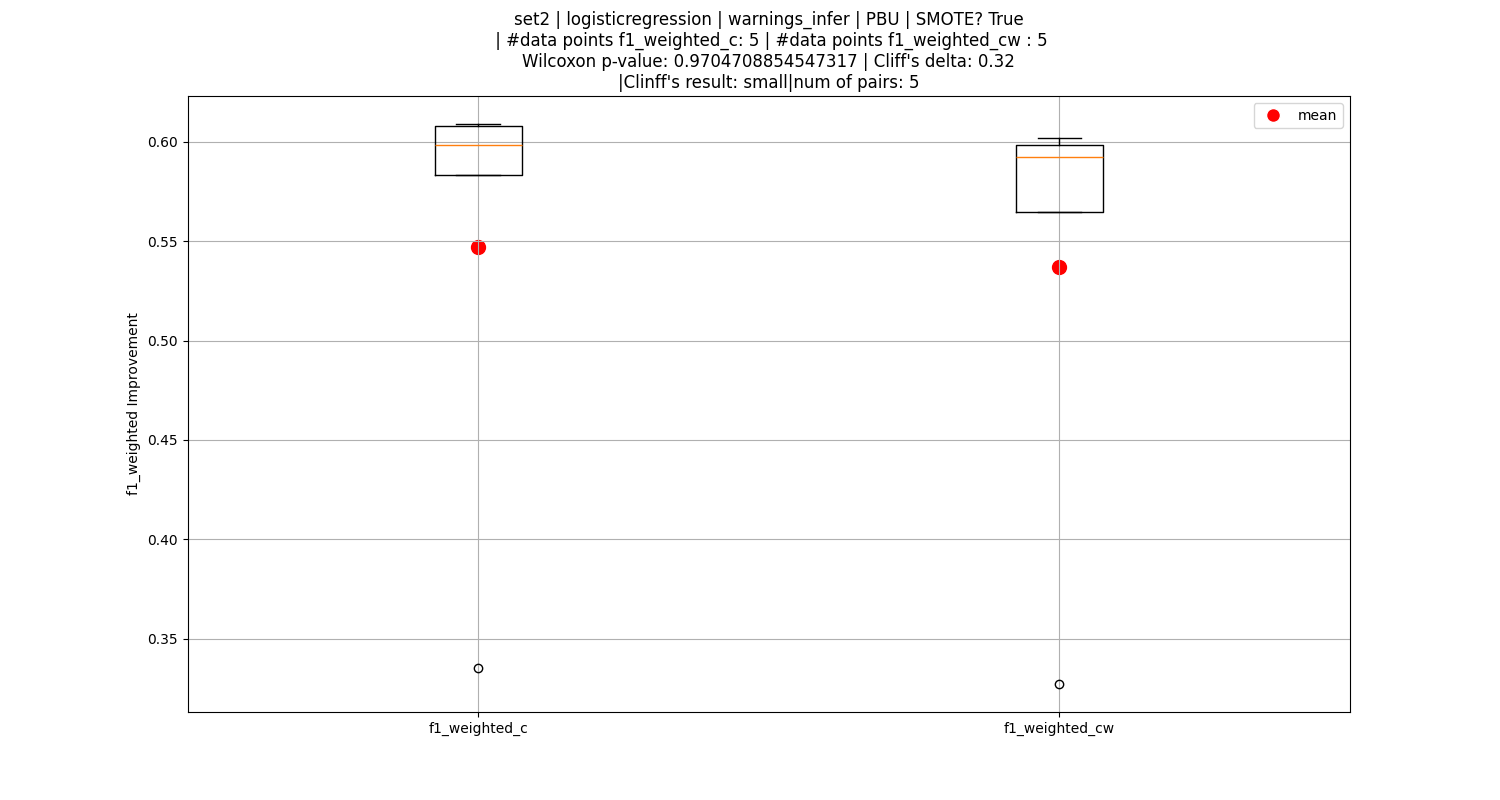 set2 | logisticregression | warnings_infer | PBU | SMOTE? True
| #data points f1_weighted_c: 5 | #data points f1_weighted_cw : 5
Wilcoxon p-value: 0.9704708854547317 | Cliff's delta: 0.32
|Clinff's result: small|num of pairs: 5
mean
0.60
0.55
0.50
0.45
0.40
0.35
f1_weighted Improvement
f1_weighted_c
f1_weighted_cw